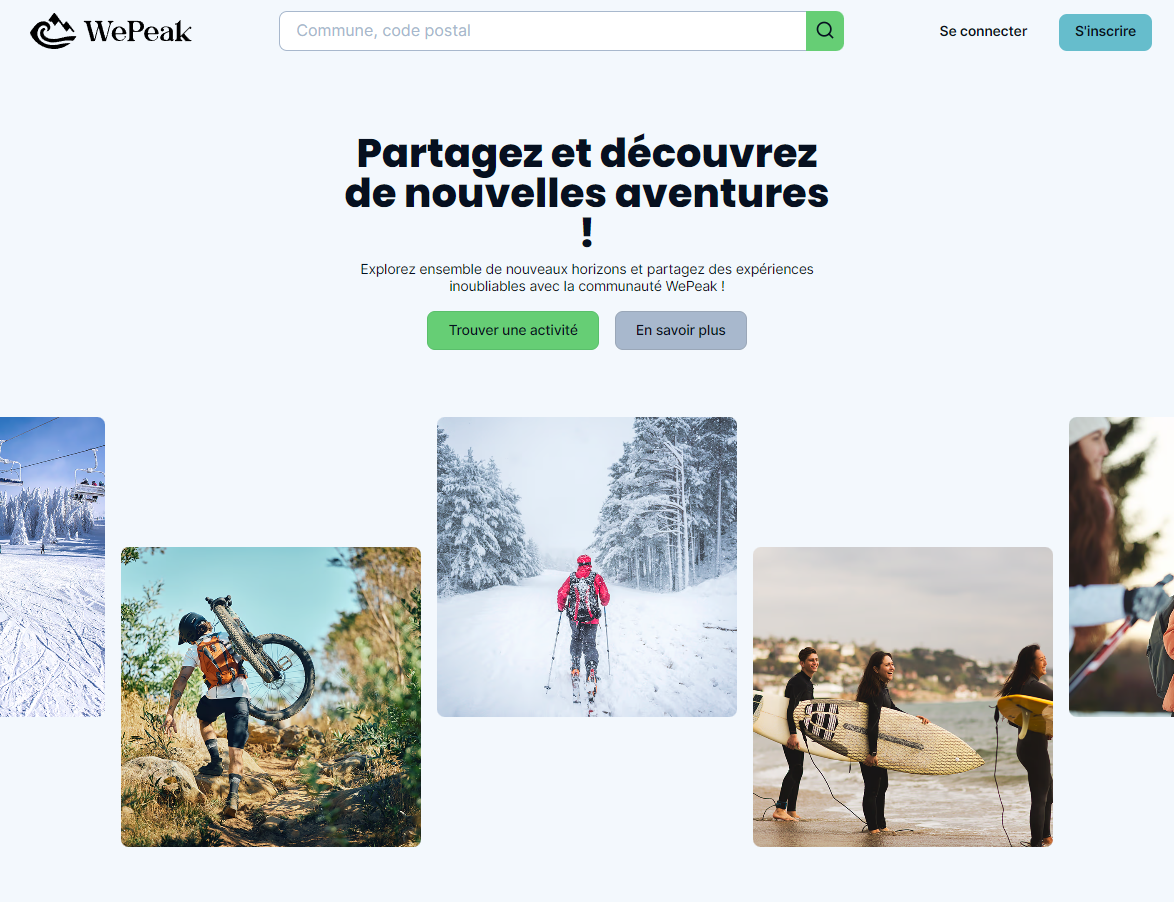 WePeak
Commune, code postal
Se connecter
S'inscrire
Partagez et découvrez
de nouvelles aventures
!
Explorez ensemble de nouveaux horizons et partagez des expériences
inoubliables avec la communauté WePeak !
Trouver une activité
En savoir plus